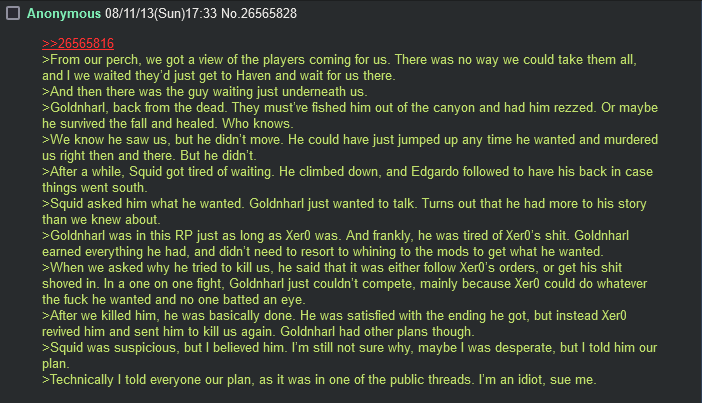 Anonymous 08/11/13(Sun)17:33 No.26565828
>>26565816
>From our perch, we got a view of the players coming for us. There was no way we could take them all,
and I we waited they'd just get to Haven and wait for us there.
>And then there was the guy waiting just underneath us.
>Goldnharl, back from the dead. They must've fished him out of the canyon and had him rezzed. Or maybe
he survived the fall and healed. Who knows.
>We know he saw us, but he didn't move. He could have just jumped up any time he wanted and murdered
us right then and there. But he didn't.
>After a while, Squid got tired of waiting. He climbed down, and Edgardo followed to have his back in case
things went south.
>Squid asked him what he wanted. Goldnharl just wanted to talk. Turns out that he had more to his story
than we knew about.
>Goldnharl was in this RP just as long as Xer0 was. And frankly, he was tired of Xer0's shit. Goldnharl
earned everything he had, and didn't need to resort to whining to the mods to get what he wanted.
>When we asked why he tried to kill us, he said that it was either follow Xer0's orders, or get his shit
shoved in. In a one on one fight, Goldnharl just couldn't compete, mainly because Xer0 could do whatever
the fuck he wanted and no one batted an eye.
>After we killed him, he was basically done. He was satisfied with the ending he got, but instead Xer0
revived him and sent him to kill us again. Goldnharl had other plans though.
>Squid was suspicious, but I believed him. I'm still not sure why, maybe I was desperate, but I told him our
plan.
>Technically I told everyone our plan, as it was in one of the public threads. I'm an idiot, sue me.